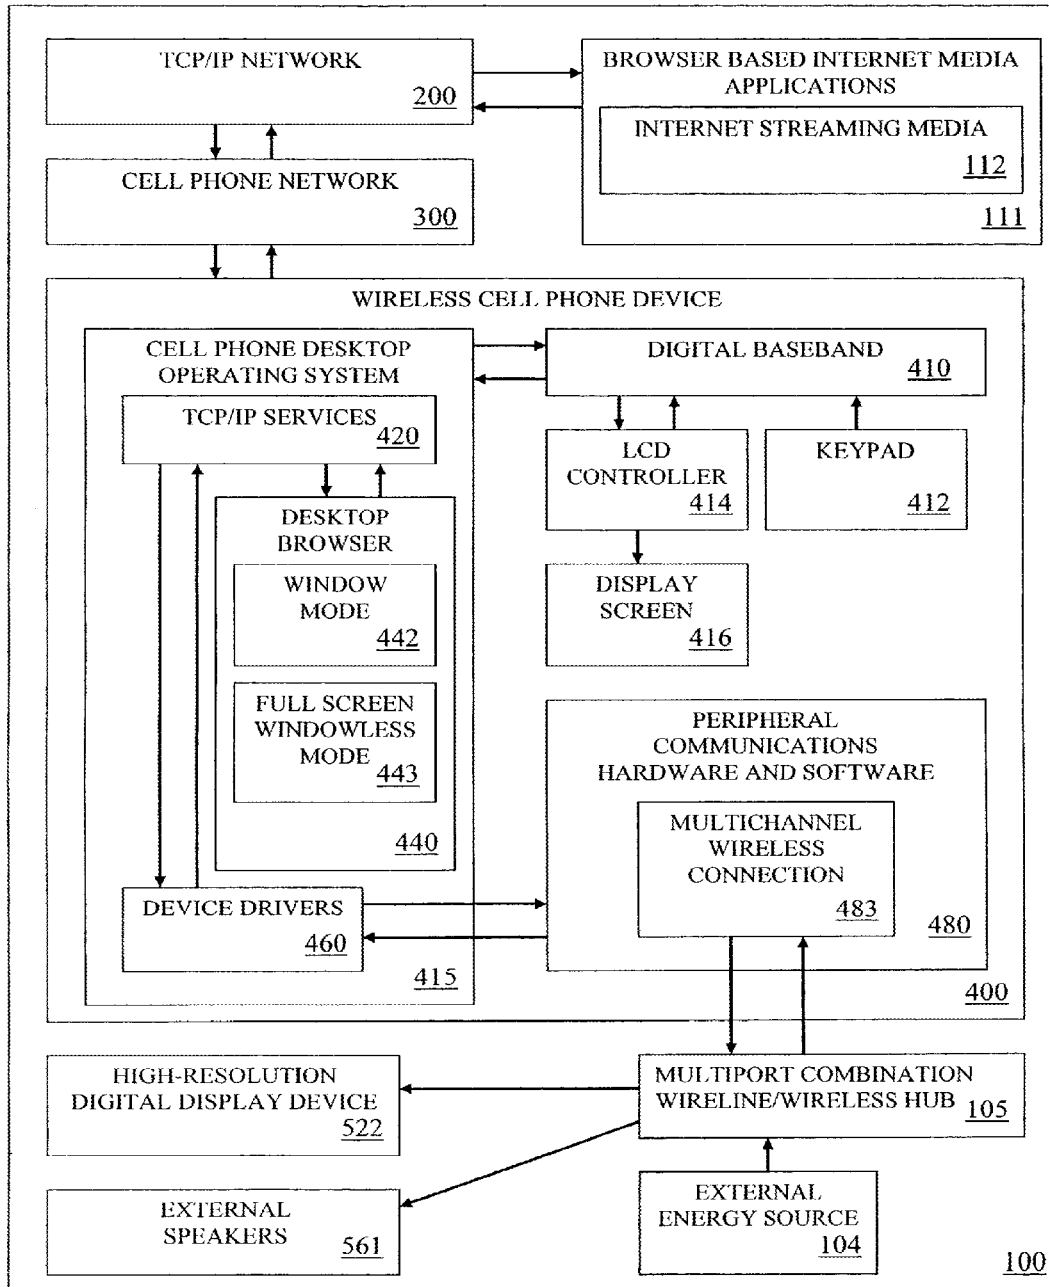 TCP/IP NETWORK
200
BROWSER BASED INTERNET MEDIA
APPLICATIONS
INTERNET STREAMING MEDIA
112
111
CELL PHONE NETWORK
300
WIRELESS CELL PHONE DEVICE
CELL PHONE DESKTOP
OPERATING SYSTEM
TCP/IP SERVICES
420
DESKTOP
BROWSER
WINDOW
MODE
442
FULL SCREEN
WINDOWLESS
MODE
443
440
DEVICE DRIVERS
460
415
DIGITAL BASEBAND
410
LCD
CONTROLLER
414
KEYPAD
412
DISPLAY
SCREEN
416
PERIPHERAL
COMMUNICATIONS
HARDWARE AND SOFTWARE
MULTICHANNEL
WIRELESS
CONNECTION
483
480
400
HIGH-RESOLUTION
DIGITAL DISPLAY DEVICE
522
MULTIPORT COMBINATION
WIRELINE/WIRELESS HUB
105
EXTERNAL
SPEAKERS
561
EXTERNAL
ENERGY SOURCE
104
100